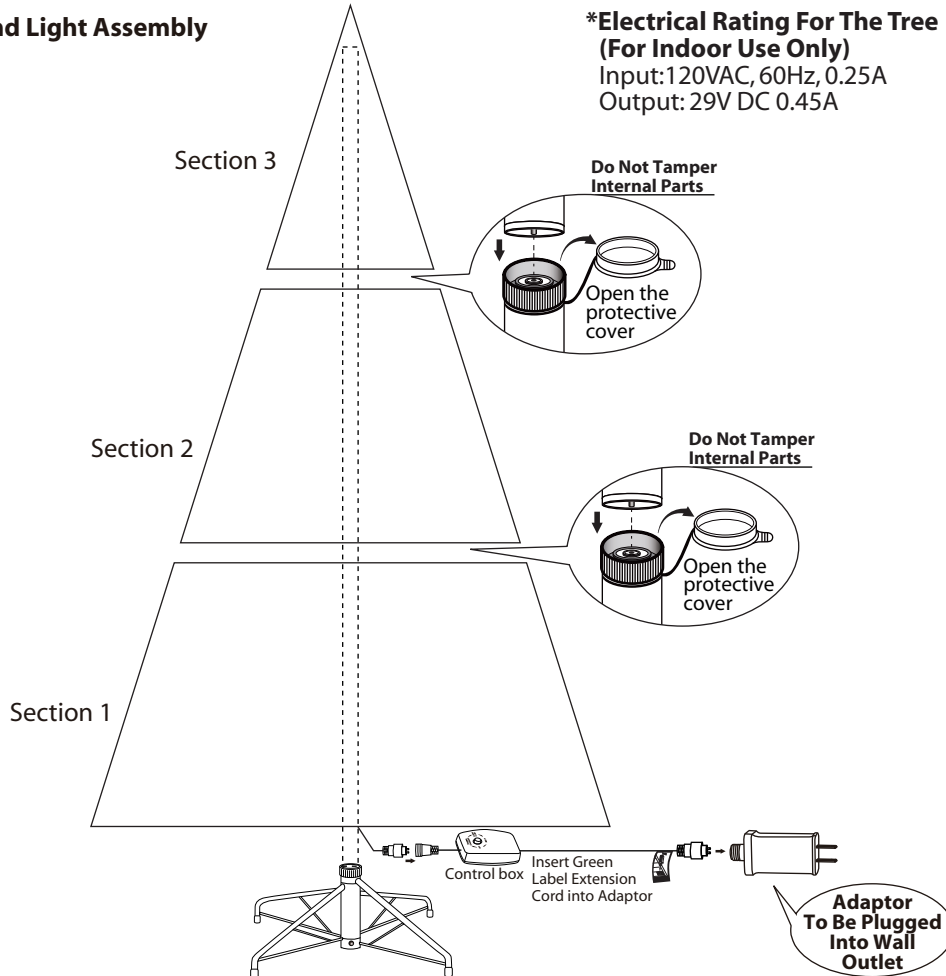 nd Light Assembly
*Electrical Rating For The Tree
(For Indoor Use Only)
Input:120VAC, 60Hz, 0.25A
Output: 29V DC 0.45A
Section 3
Do Not Tamper
Internal Parts
Open the
protective
cover
Section 2
Do Not Tamper
Internal Parts
Open the
protective
cover
Section 1
Control box
Insert Green
Label Extension
Cord into Adaptor
Adaptor
To Be Plugged
Into Wall
Outlet